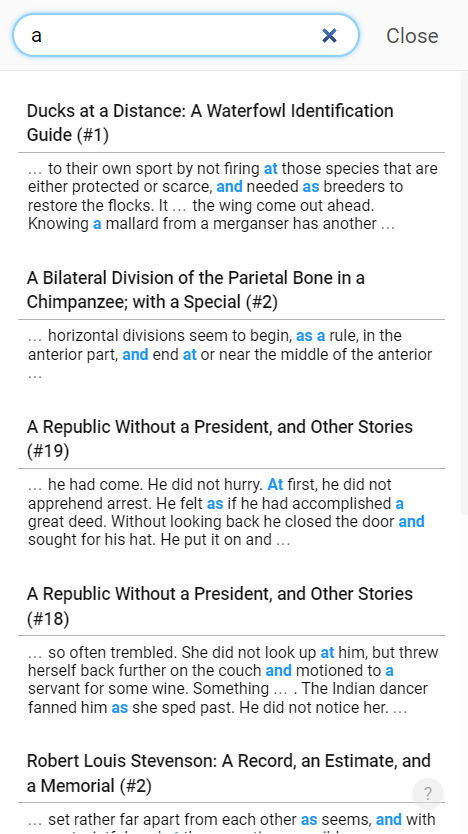 a
Close
Ducks at a Distance: A Waterfowl Identification
Guide (#1)
... to their own sport by not firing at those species that are
either protected or scarce, and needed as breeders to
restore the flocks. It ... the wing come out ahead.
Knowing a mallard from a merganser has another ...
A Bilateral Division of the Parietal Bone in a
Chimpanzee; with a Special (#2)
... horizontal divisions seem to begin, as a rule, in the
anterior part, and end at or near the middle of the anterior
...
A Republic Without a President, and Other Stories
(#19)
... he had come. He did not hurry. At first, he did not
apprehend arrest. He felt as if he had accomplished a
great deed. Without looking back he closed the door and
sought for his hat. He put it on and ...
A Republic Without a President, and Other Stories
(#18)
... so often trembled. She did not look up at him, but threw
herself back further on the couch and motioned to a
servant for some wine. Something ... . The Indian dancer
fanned him as she sped past. He did not notice her. ...
Robert Louis Stevenson: A Record, an Estimate, and
a Memorial (#2)
?
... set rather far apart from each other as seems, and with